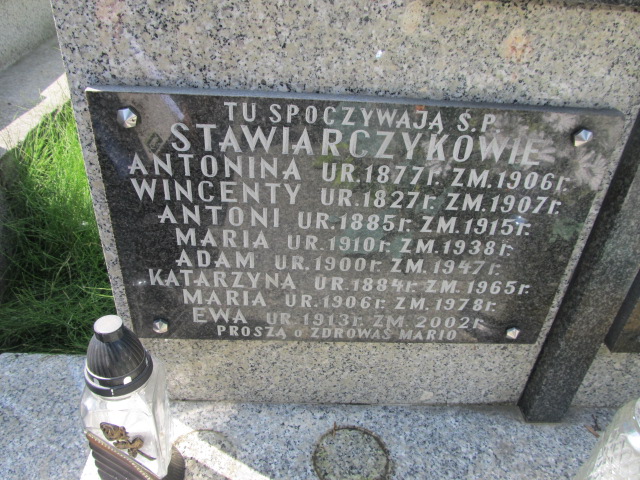 TU SPOCZYWAJĄ Ś.P.
STAWIARCZYKOWIE
ANTONINA UR.1877r. ZM.1906r.
WINCENTY UR.1827r. ZM.1907r.
ANTONI UR.1885r. ZM.1915r.
MARIA UR.1910r. ZM.1938r.
ADAM UR.1900r. ZM.1947r.
KATARZYNA UR.1884r. ZM.1965r.
MARIA UR.1906r. ZM.1978r.
EWA UR.1913r. ZM.2002r.
PROSZĄ o ZDROWAŚ MARIO